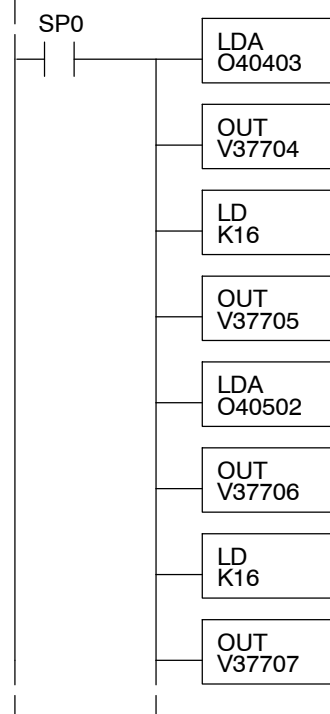 SP0
LDA
O40403
OUT
V37704
LD
K16
OUT
V37705
LDA
O40502
OUT
V37706
LD
K16
OUT
V37707